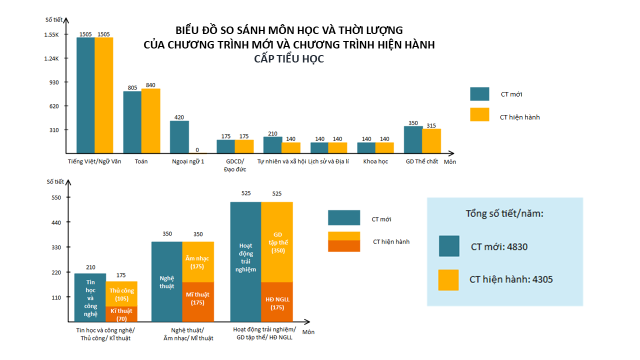 BIỂU ĐỒ SO SÁNH MÔN HỌC VÀ THỜI LƯỢNG
CỦA CHƯƠNG TRÌNH MỚI VÀ CHƯƠNG TRÌNH HIỆN HÀNH
CẤP TIỂU HỌC
Số tiết
1.55K
1.24K
930
620
310
1505 1505
805 840
420 0
175 175
210 140
140 140
140 140
350 315
Tiếng Việt/Ngữ Văn
Toán
Ngoại ngữ 1
GDCD/
Đạo đức
Tự nhiên và xã hội
Lịch sử và Địa lí
Khoa học
GD Thể chất
Môn
CT mới
CT hiện hành
Số tiết
550
440
330
220
110
210 175
350 350
525 525
Tin
học
và
công
nghệ
Thủ công
(105)
Kĩ thuật
(70)
Nghệ
thuật
Âm nhạc
(175)
Mĩ thuật
(175)
Hoạt
động
trải
nghiệm
GD
tập thể
(350)
HĐ NGLL
(175)
Tin học và công nghệ/
Thủ công/ Kĩ thuật
Nghệ thuật/
Âm nhạc/ Mĩ thuật
Hoạt động trải nghiệm/
GD tập thể/ HĐ NGLL
Môn
CT mới
CT hiện hành
Tổng số tiết/năm:
CT mới: 4830
CT hiện hành: 4305